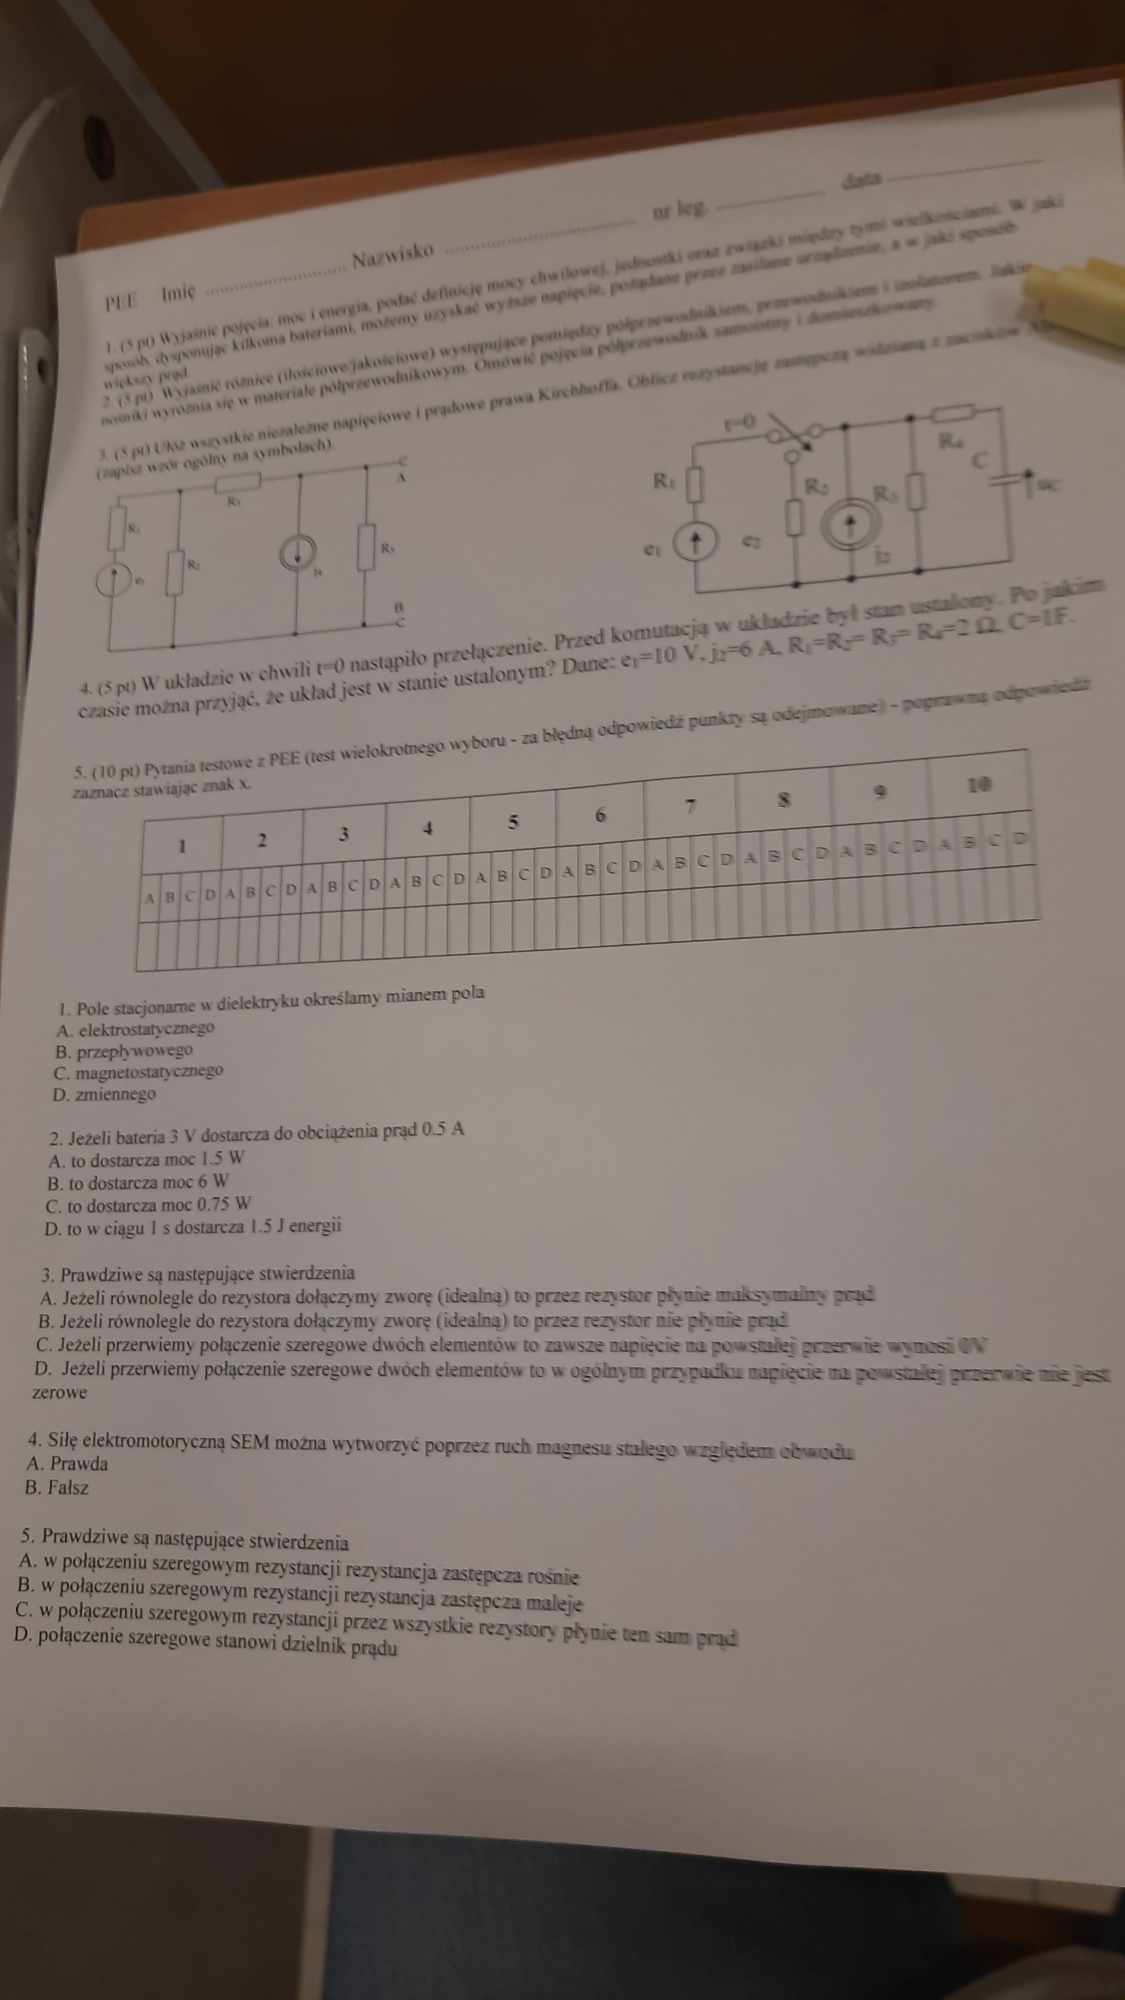 PEE Imię ............................ Nazwisko .................................... nr leg. .................... data ....................
1. (5 pt) Wyjaśnić pojęcia: moc i energia, podać definicję mocy chwilowej, jednostki oraz związki między tymi wielkościami. W jaki
sposób, dysponując kilkoma bateriami, możemy uzyskać wyższe napięcie, pożądane przez zasilane urządzenie, a w jaki sposób
większy prąd.
2. (5 pt) Wyjaśnić różnice (ilościowe/jakościowe) występujące pomiędzy półprzewodnikiem, przewodnikiem i izolatorem. Jakie
nośniki wyróżnia się w materiale półprzewodnikowym. Omówić pojęcia półprzewodnik samoistny i domieszkowany.
3. (5 pt) Ułóż wszystkie niezależne napięciowe i prądowe prawa Kirchhoffa. Oblicz rezystancję zastępczą widzianą z zacisków
(zapisz wzór ogólny na symbolach).
R₂
R₃
A
B
t=0
R₁
e₁
e₂
R₂
R₃
j₂
R₄
C
uC
4. (5 pt) W układzie w chwili t=0 nastąpiło przełączenie. Przed komutacją w układzie był stan ustalony. Po jakim
czasie można przyjąć, że układ jest w stanie ustalonym? Dane: e₁=10 V, j₂=6 A, R₁=R₂= R₃= R₄=2 Ω, C=1F.
5. (10 pt) Pytania testowe z PEE (test wielokrotnego wyboru - za błędną odpowiedź punkty są odejmowane) - poprawną odpowiedź
zaznacz stawiając znak x.
1 2 3 4 5 6 7 8 9 10
A B C D A B C D A B C D A B C D A B C D A B C D A B C D A B C D A B C D A B C D
1. Pole stacjonarne w dielektryku określamy mianem pola
A. elektrostatycznego
B. przepływowego
C. magnetostatycznego
D. zmiennego
2. Jeżeli bateria 3 V dostarcza do obciążenia prąd 0.5 A
A. to dostarcza moc 1.5 W
B. to dostarcza moc 6 W
C. to dostarcza moc 0.75 W
D. to w ciągu 1 s dostarcza 1.5 J energii
3. Prawdziwe są następujące stwierdzenia
A. Jeżeli równolegle do rezystora dołączymy zworę (idealną) to przez rezystor płynie maksymalny prąd
B. Jeżeli równolegle do rezystora dołączymy zworę (idealną) to przez rezystor nie płynie prąd
C. Jeżeli przerwiemy połączenie szeregowe dwóch elementów to zawsze napięcie na powstałej przerwie wynosi 0V
D. Jeżeli przerwiemy połączenie szeregowe dwóch elementów to w ogólnym przypadku napięcie na powstałej przerwie nie jest
zerowe
4. Siłę elektromotoryczną SEM można wytworzyć poprzez ruch magnesu stałego względem obwodu
A. Prawda
B. Fałsz
5. Prawdziwe są następujące stwierdzenia
A. w połączeniu szeregowym rezystancji rezystancja zastępcza rośnie
B. w połączeniu szeregowym rezystancji rezystancja zastępcza maleje
C. w połączeniu szeregowym rezystancji przez wszystkie rezystory płynie ten sam prąd
D. połączenie szeregowe stanowi dzielnik prądu